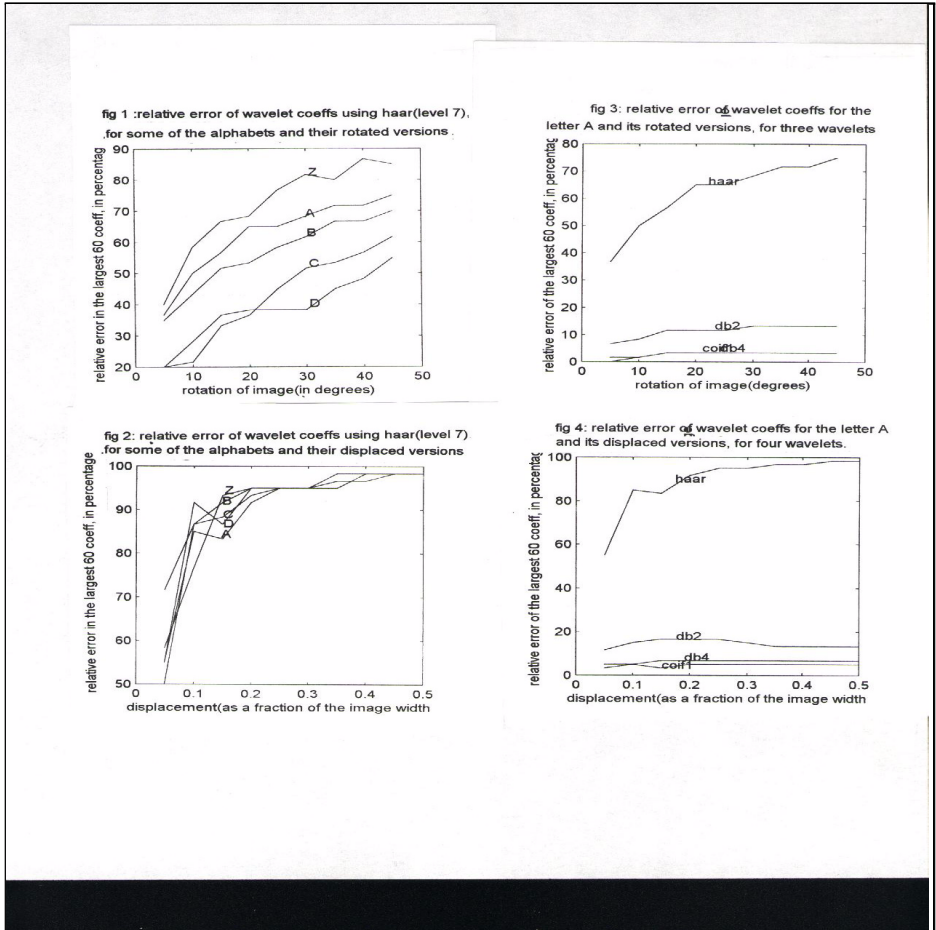 fig 1 :relative error of wavelet coeffs using haar(level 7),
.for some of the alphabets and their rotated versions .
relative error in the largest 60 coeff, in percentag
90
80
70
60
50
40
30
20
Z
A
B
C
D
0
10
20
30
40
50
rotation of image(in degrees)
fig 2: relative error of wavelet coeffs using haar(level 7)
.for some of the alphabets and their displaced versions
relative error in the largest 60 coeff, in percentage
100
90
80
70
60
50
Z
B
C
D
A
0
0.1
0.2
0.3
0.4
0.5
displacement(as a fraction of the image width
fig 3: relative error of wavelet coeffs for the
letter A and its rotated versions, for three wavelets
relative error of the largest 60 coeff, in percentag
80
70
60
50
40
30
20
10
0
haar
db2
db4
0
10
20
30
40
50
rotation of image(degrees)
fig 4: relative error of wavelet coeffs for the letter A
and its displaced versions, for four wavelets.
relative error of the largest 60 coeff, in percentag
100
80
60
40
20
0
haar
db2
db4
coif1
0
0.1
0.2
0.3
0.4
0.5
displacement(as a fraction of the image width